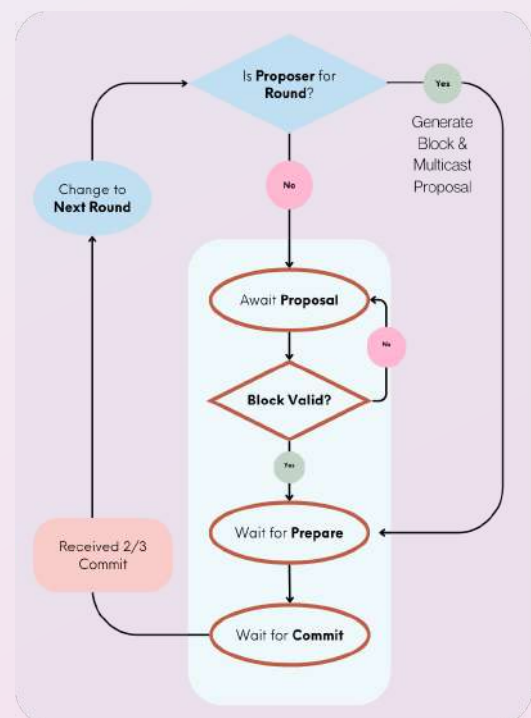 Is Proposer for
Round?
Yes
Generate
Block &
Multicast
Proposal
No
Change to
Next Round
Await Proposal
No
Block Valid?
Yes
Wait for Prepare
Received 2/3
Commit
Wait for Commit